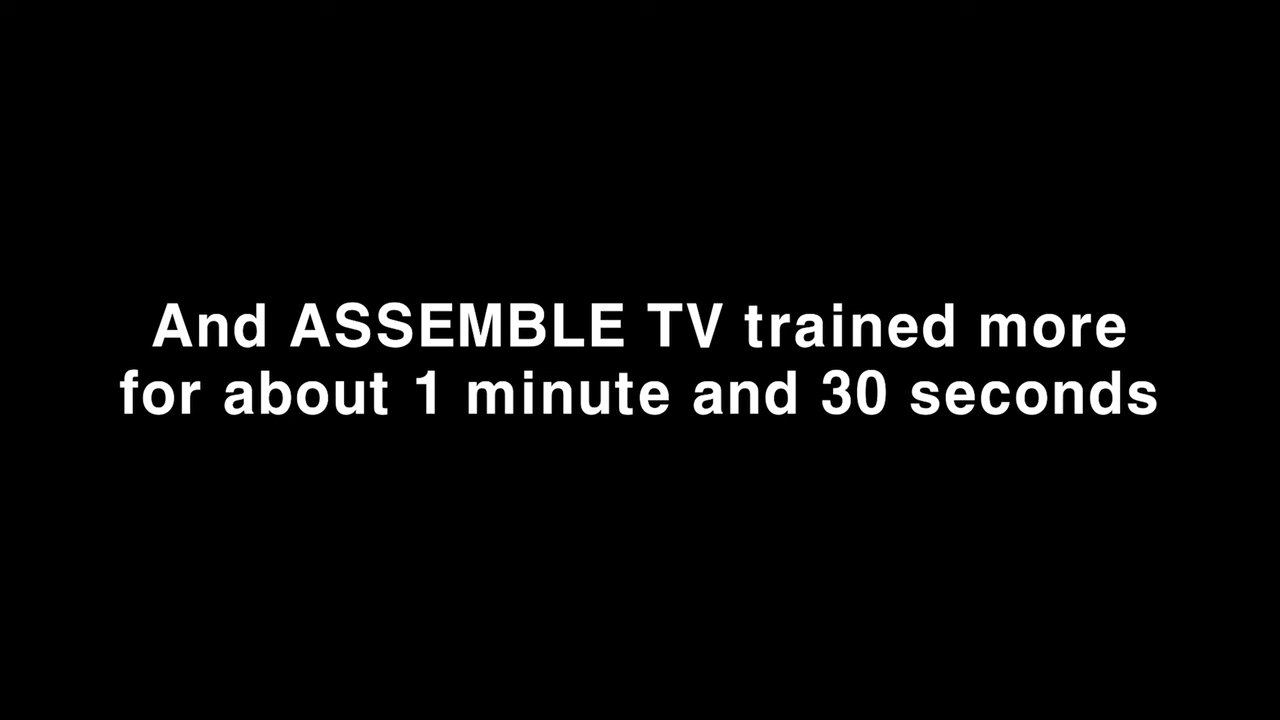 And ASSEMBLE TV trained more
for about 1 minute and 30 seconds